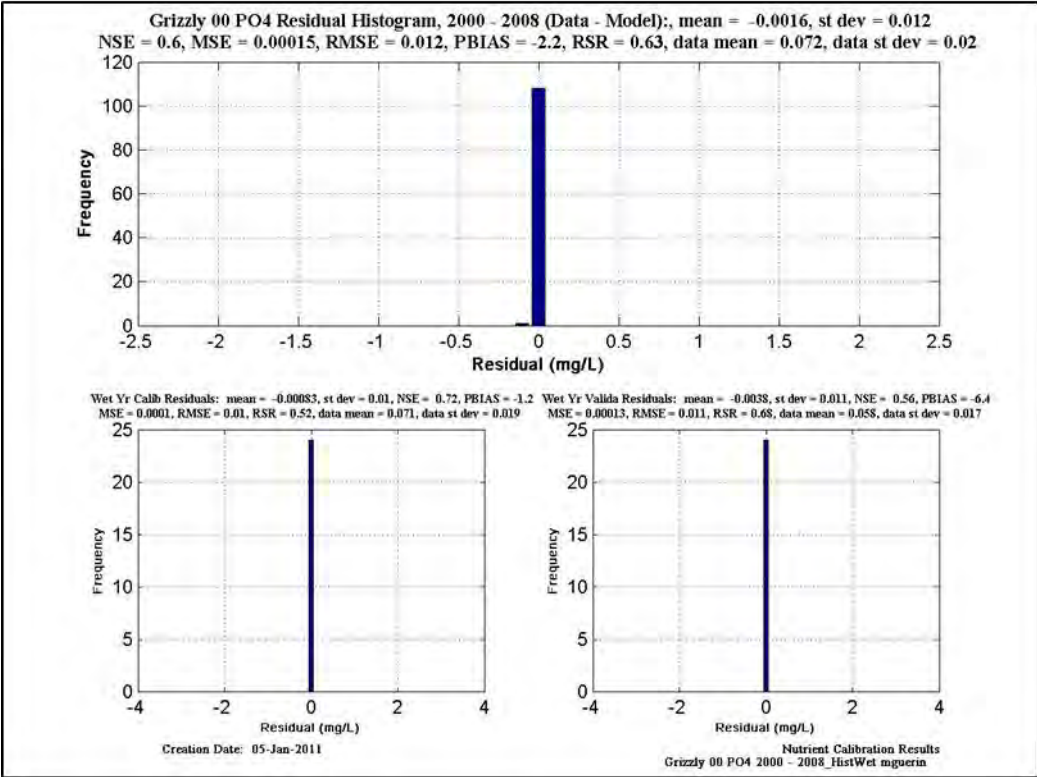 Grizzly 00 PO4 Residual Histogram, 2000 - 2008 (Data - Model):, mean = -0.0016, st dev = 0.012
NSE = 0.6, MSE = 0.00015, RMSE = 0.012, PBIAS = -2.2, RSR = 0.63, data mean = 0.072, data st dev = 0.02
120
100
80
60
40
20
0
Frequency
-2.5 -2 -1.5 -1 -0.5 0 0.5 1 1.5 2 2.5
Residual (mg/L)
Wet Yr Calib Residuals: mean = -0.00083, st dev = 0.01, NSE = 0.72, PBIAS = -1.2
MSE = 0.0001, RMSE = 0.01, RSR = 0.52, data mean = 0.071, data st dev = 0.019
25
20
15
10
5
0
Frequency
-4 -2 0 2 4
Residual (mg/L)
Wet Yr Valida Residuals: mean = -0.0038, st dev = 0.011, NSE = 0.56, PBIAS = -6.4
MSE = 0.00013, RMSE = 0.011, RSR = 0.68, data mean = 0.058, data st dev = 0.017
25
20
15
10
5
0
Frequency
-4 -2 0 2 4
Residual (mg/L)
Creation Date: 05-Jan-2011
Nutrient Calibration Results
Grizzly 00 PO4 2000 - 2008_HistWet mguerin